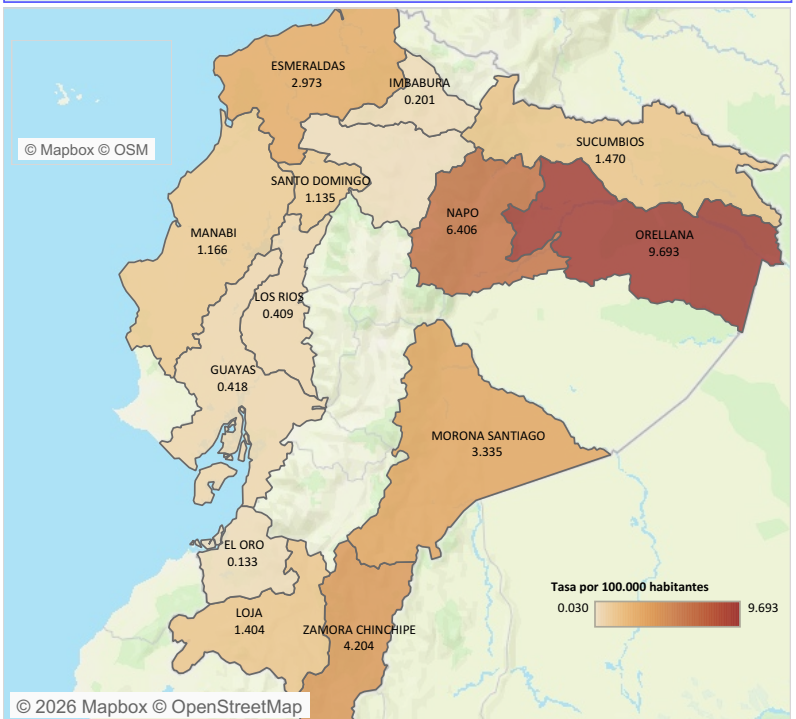 ESMERALDAS
2.973
IMBABURA
0.201
© Mapbox © OSM
SUCUMBIOS
1.470
SANTO DOMINGO
1.135
NAPO
6.406
MANABI
1.166
ORELLANA
9.693
LOS RIOS
0.409
GUAYAS
0.418
MORONA SANTIAGO
3.335
EL ORO
0.133
Tasa por 100.000 habitantes
0.030 9.693
LOJA
1.404
ZAMORA CHINCHIPE
4.204
© 2026 Mapbox © OpenStreetMap